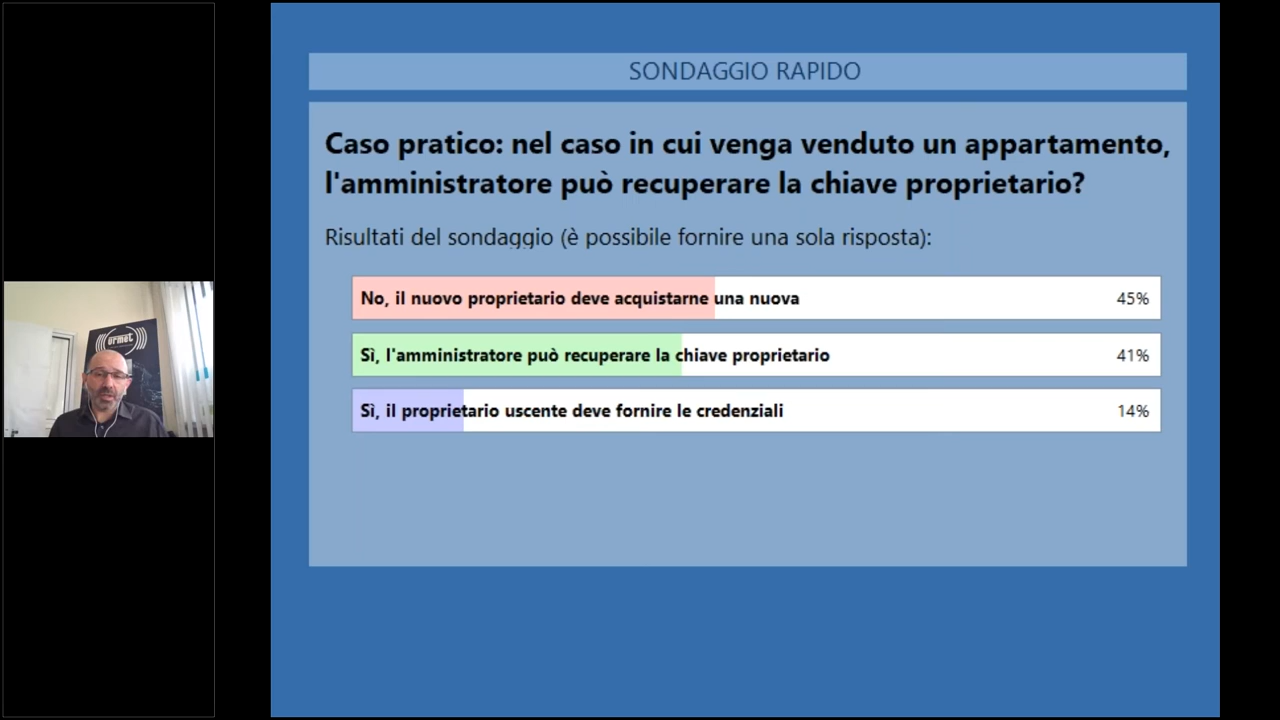 SONDAGGIO RAPIDO
Caso pratico: nel caso in cui venga venduto un appartamento,
l'amministratore può recuperare la chiave proprietario?
Risultati del sondaggio (è possibile fornire una sola risposta):
No, il nuovo proprietario deve acquistarne una nuova 45%
Sì, l'amministratore può recuperare la chiave proprietario 41%
Sì, il proprietario uscente deve fornire le credenziali 14%
urmet